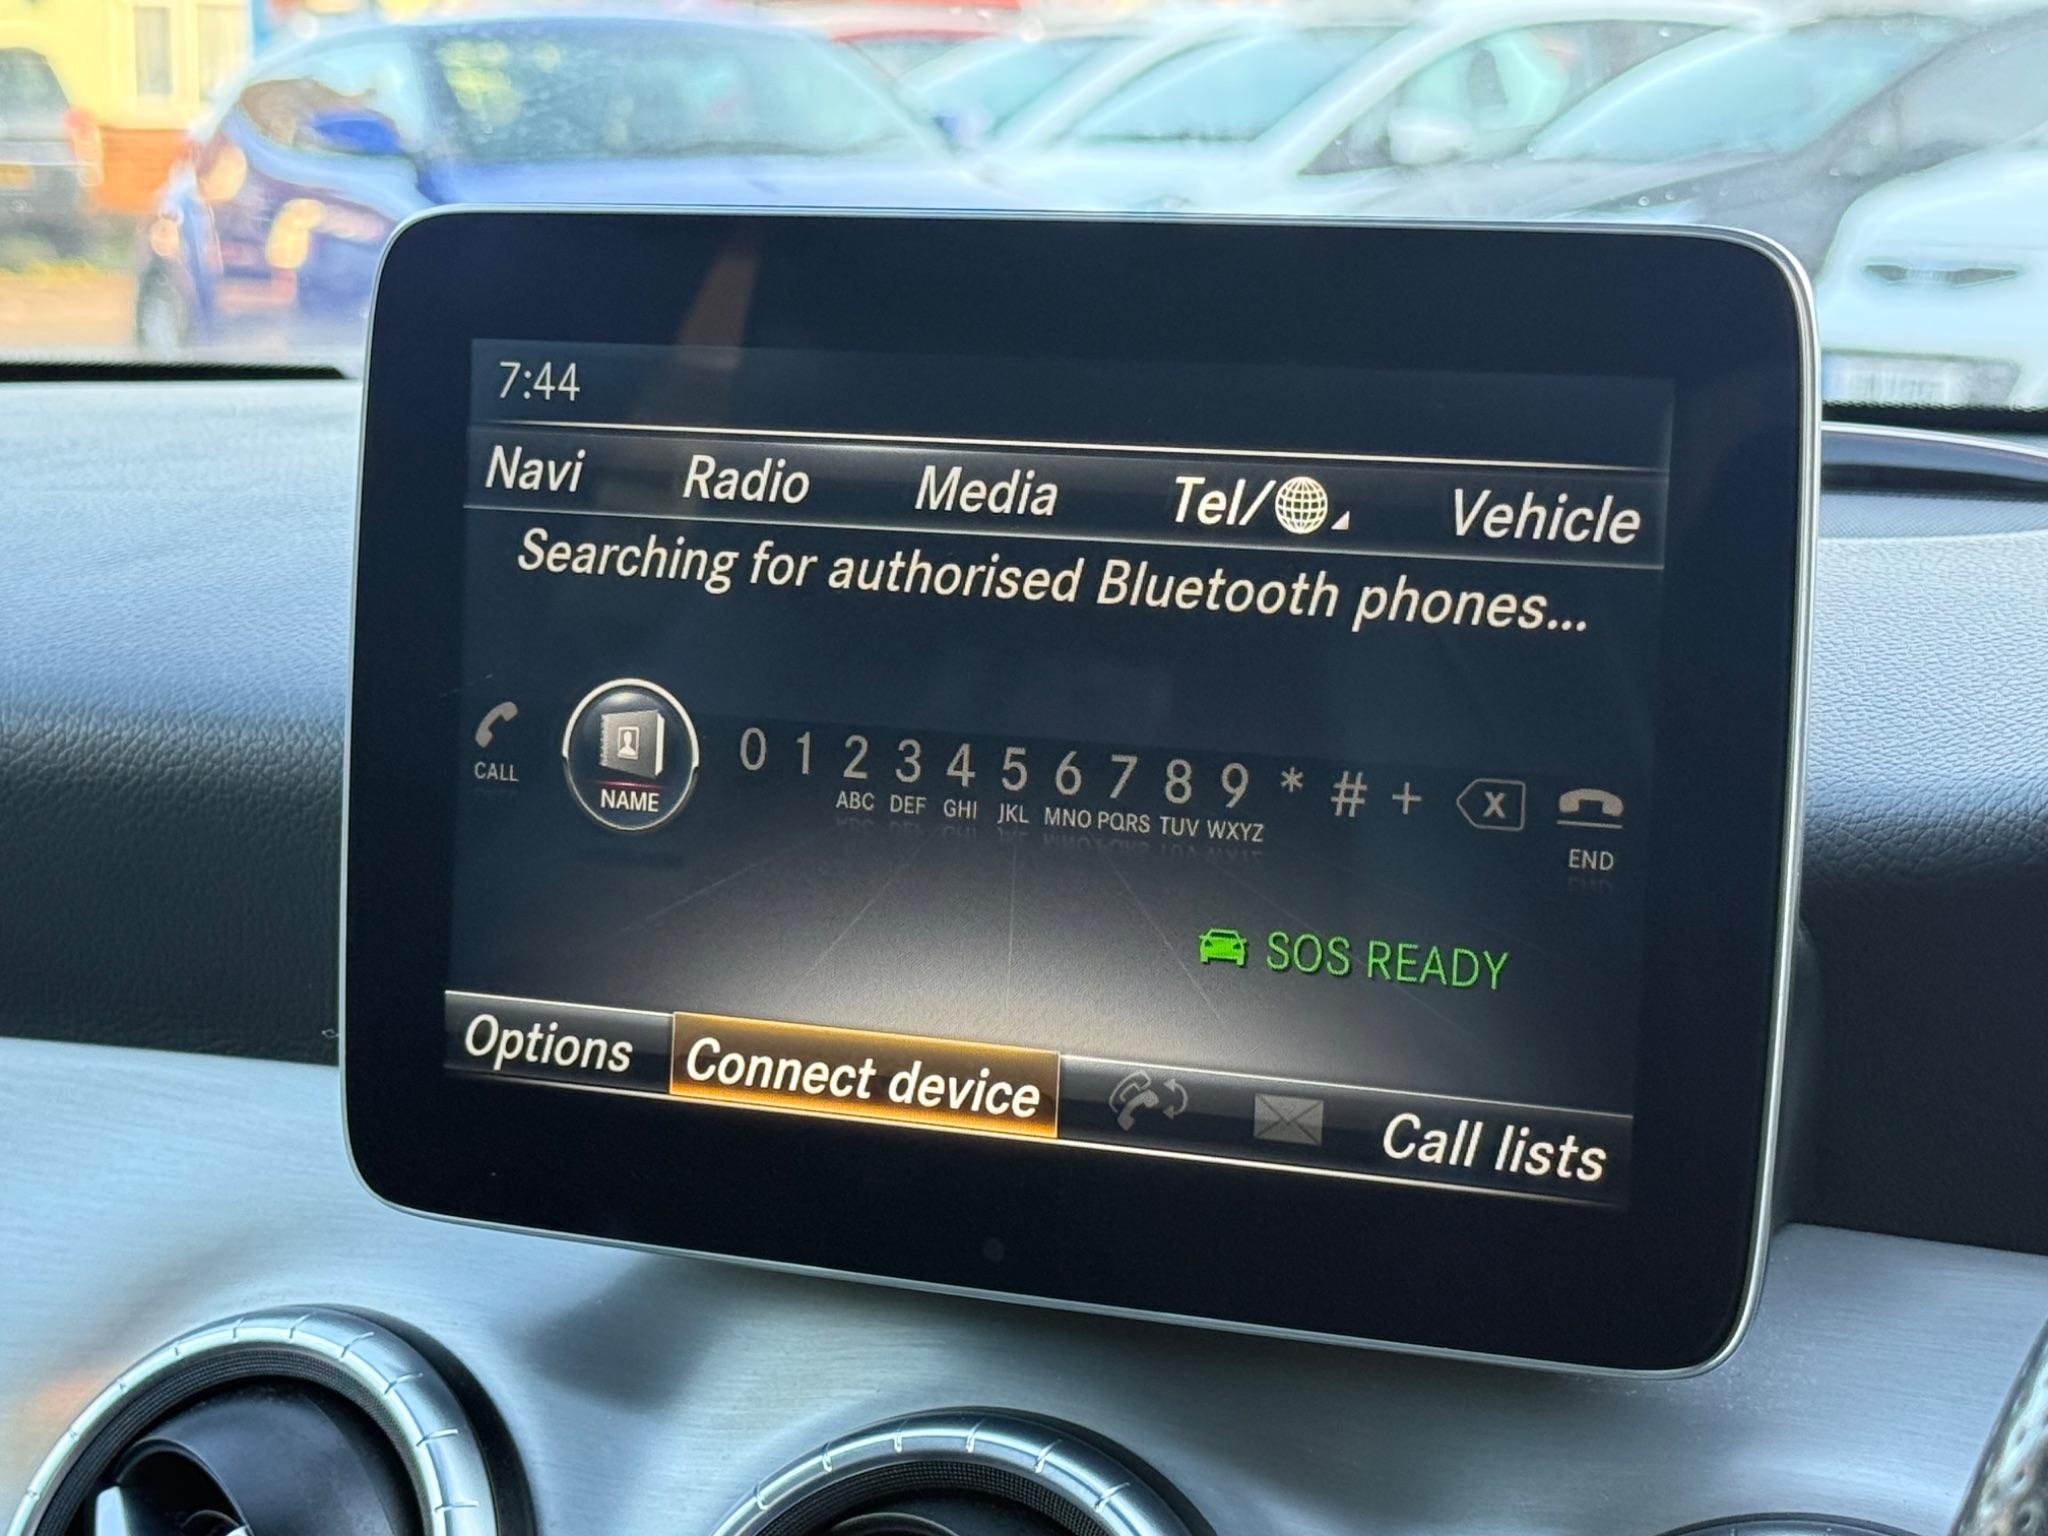 7:44
Navi Radio Media Tel/ Vehicle
Searching for authorised Bluetooth phones...
CALL
NAME
0 1 2 3 4 5 6 7 8 9 * # + X
ABC DEF GHI JKL MNO PQRS TUV WXYZ
END
SOS READY
Options Connect device Call lists